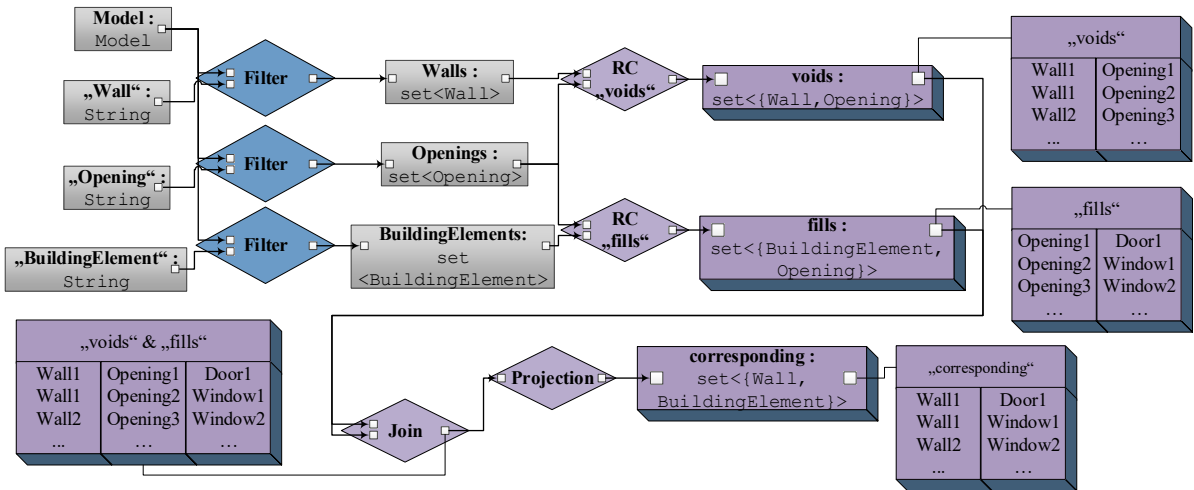 Model :
Model
„Wall“ :
String
„Opening“ :
String
„BuildingElement“ :
String
Filter
Filter
Filter
Walls :
set<Wall>
Openings :
set<Opening>
BuildingElements:
set
<BuildingElement>
RC
„voids“
RC
„fills“
voids :
set<{Wall,Opening}>
fills :
set<{BuildingElement,
Opening}>
„voids“
Wall1 Opening1
Wall1 Opening2
Wall2 Opening3
... …
„fills“
Opening1 Door1
Opening2 Window1
Opening3 Window2
... …
„voids“ & „fills“
Wall1 Opening1 Door1
Wall1 Opening2 Window1
Wall2 Opening3 Window2
... … …
Join
Projection
corresponding :
set<{Wall,
BuildingElement}>
„corresponding“
Wall1 Door1
Wall1 Window1
Wall2 Window2
... …